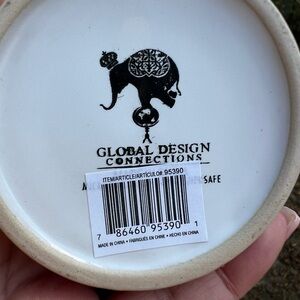 GLOBAL DESIGN
CONNECTIONS
SAFE
ITEM/ARTICLE/ARTÍCULO#: 95390
7 86460 95390 1
MADE IN CHINA • FABRIQUÉS EN CHINE • HECHO EN CHINA